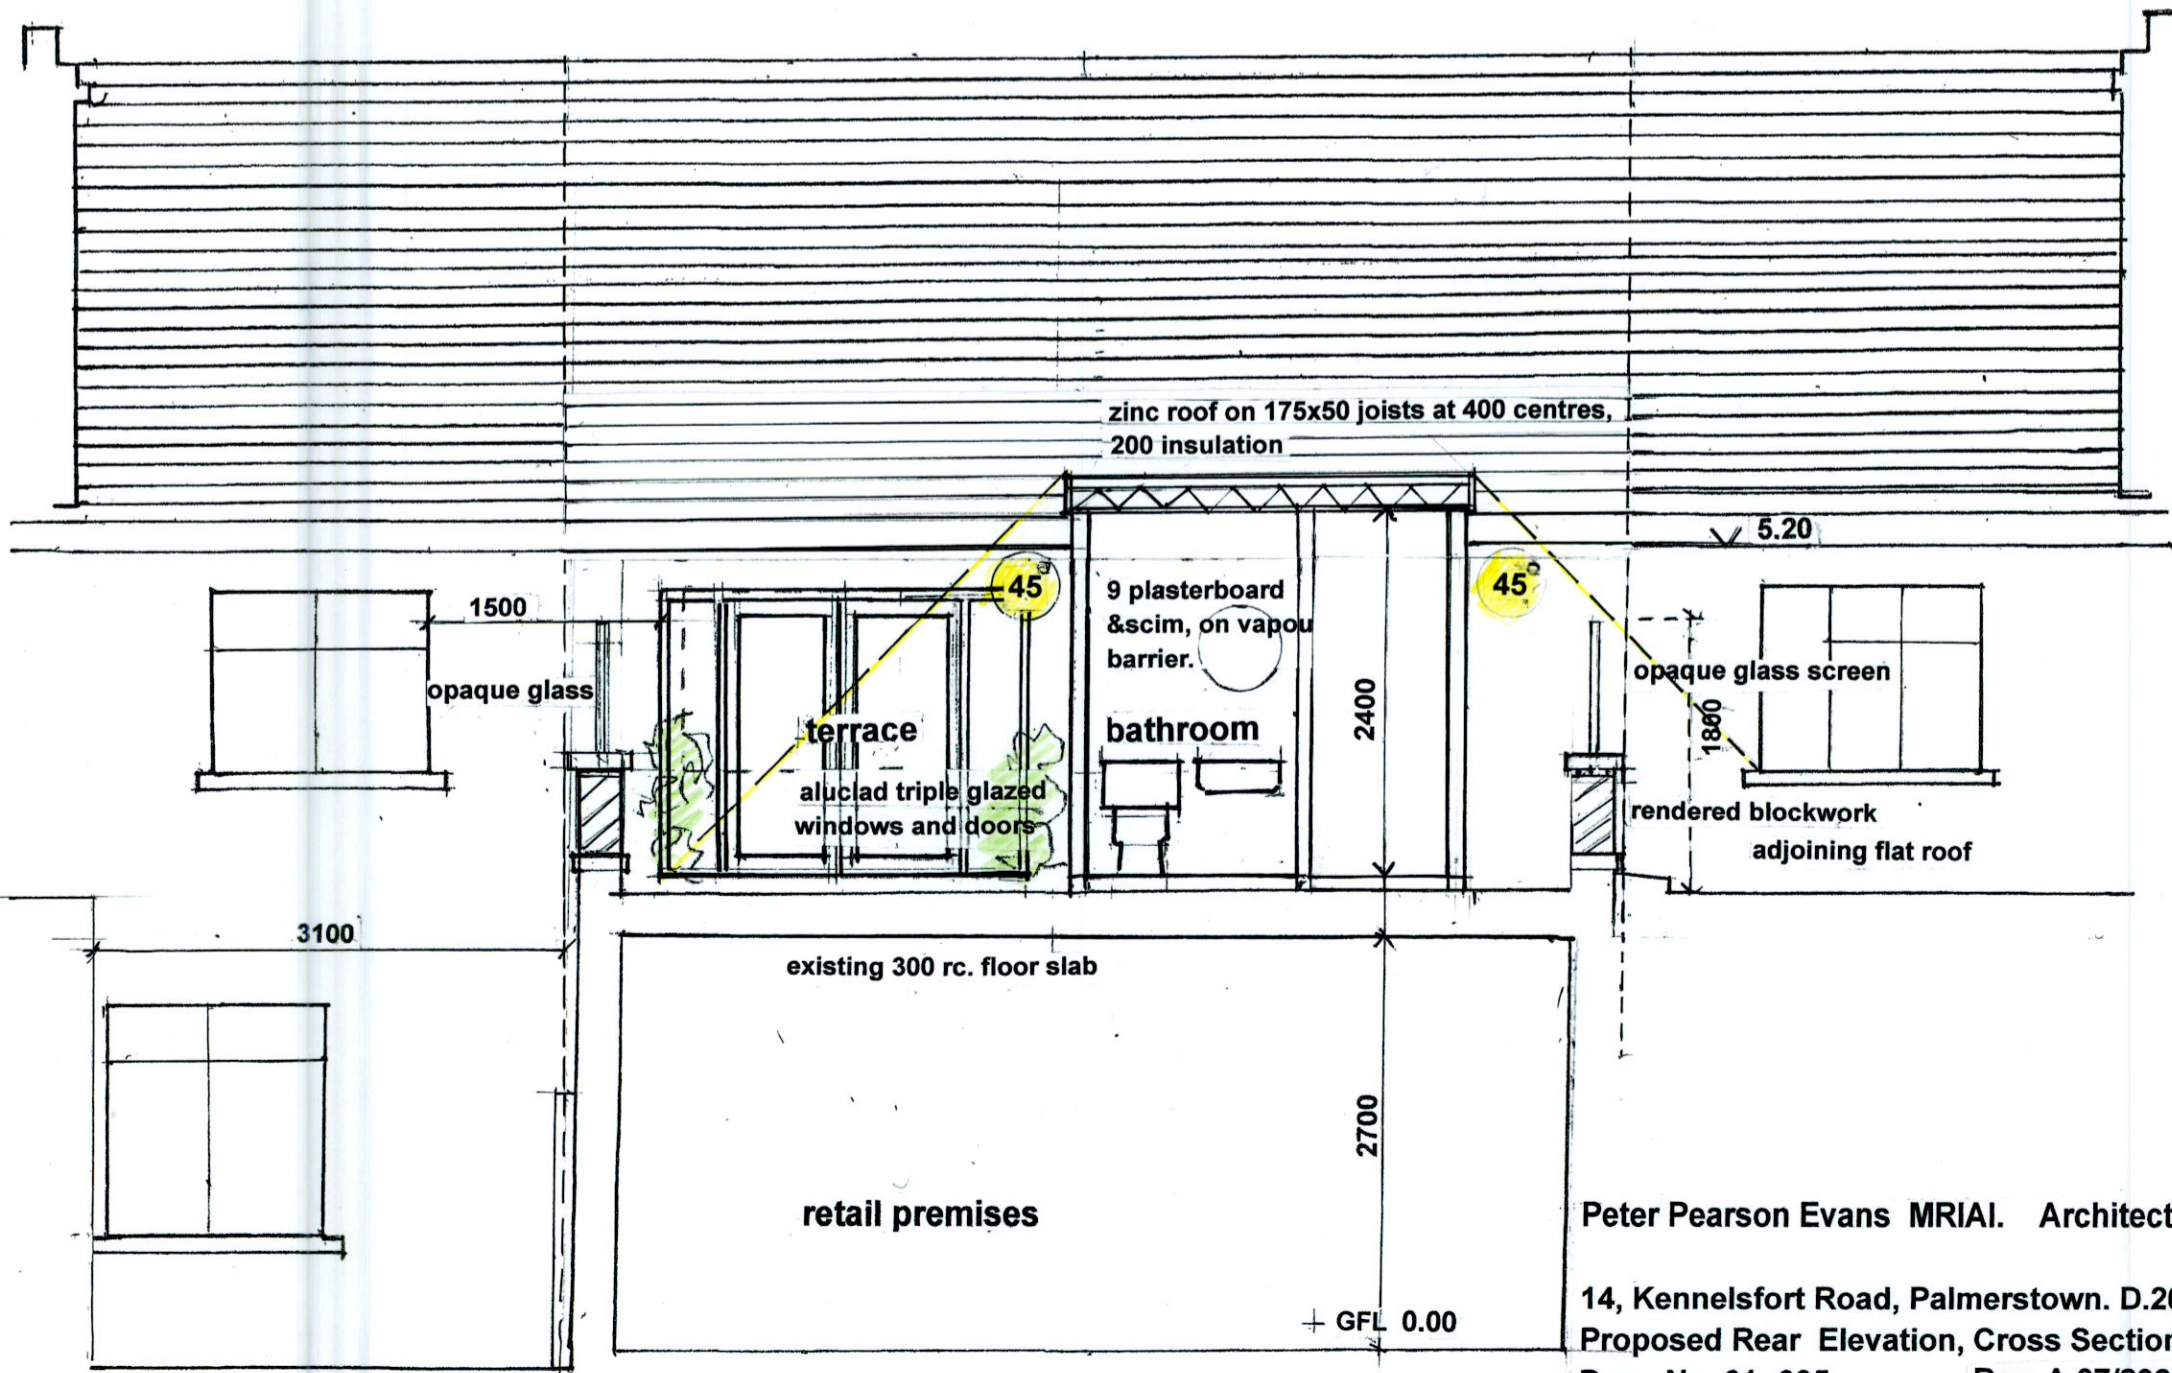 zinc roof on 175x50 joists at 400 centres,
200 insulation
5.20
1500
45°
9 plasterboard
&scim, on vapou
barrier.
45°
opaque glass
opaque glass screen
terrace
bathroom
2400
1800
aluclad triple glazed
windows and doors
rendered blockwork
adjoining flat roof
3100
existing 300 rc. floor slab
2700
retail premises
GFL 0.00
Peter Pearson Evans MRIAI. Architect
14, Kennelsfort Road, Palmerstown. D.20
Proposed Rear Elevation, Cross Section